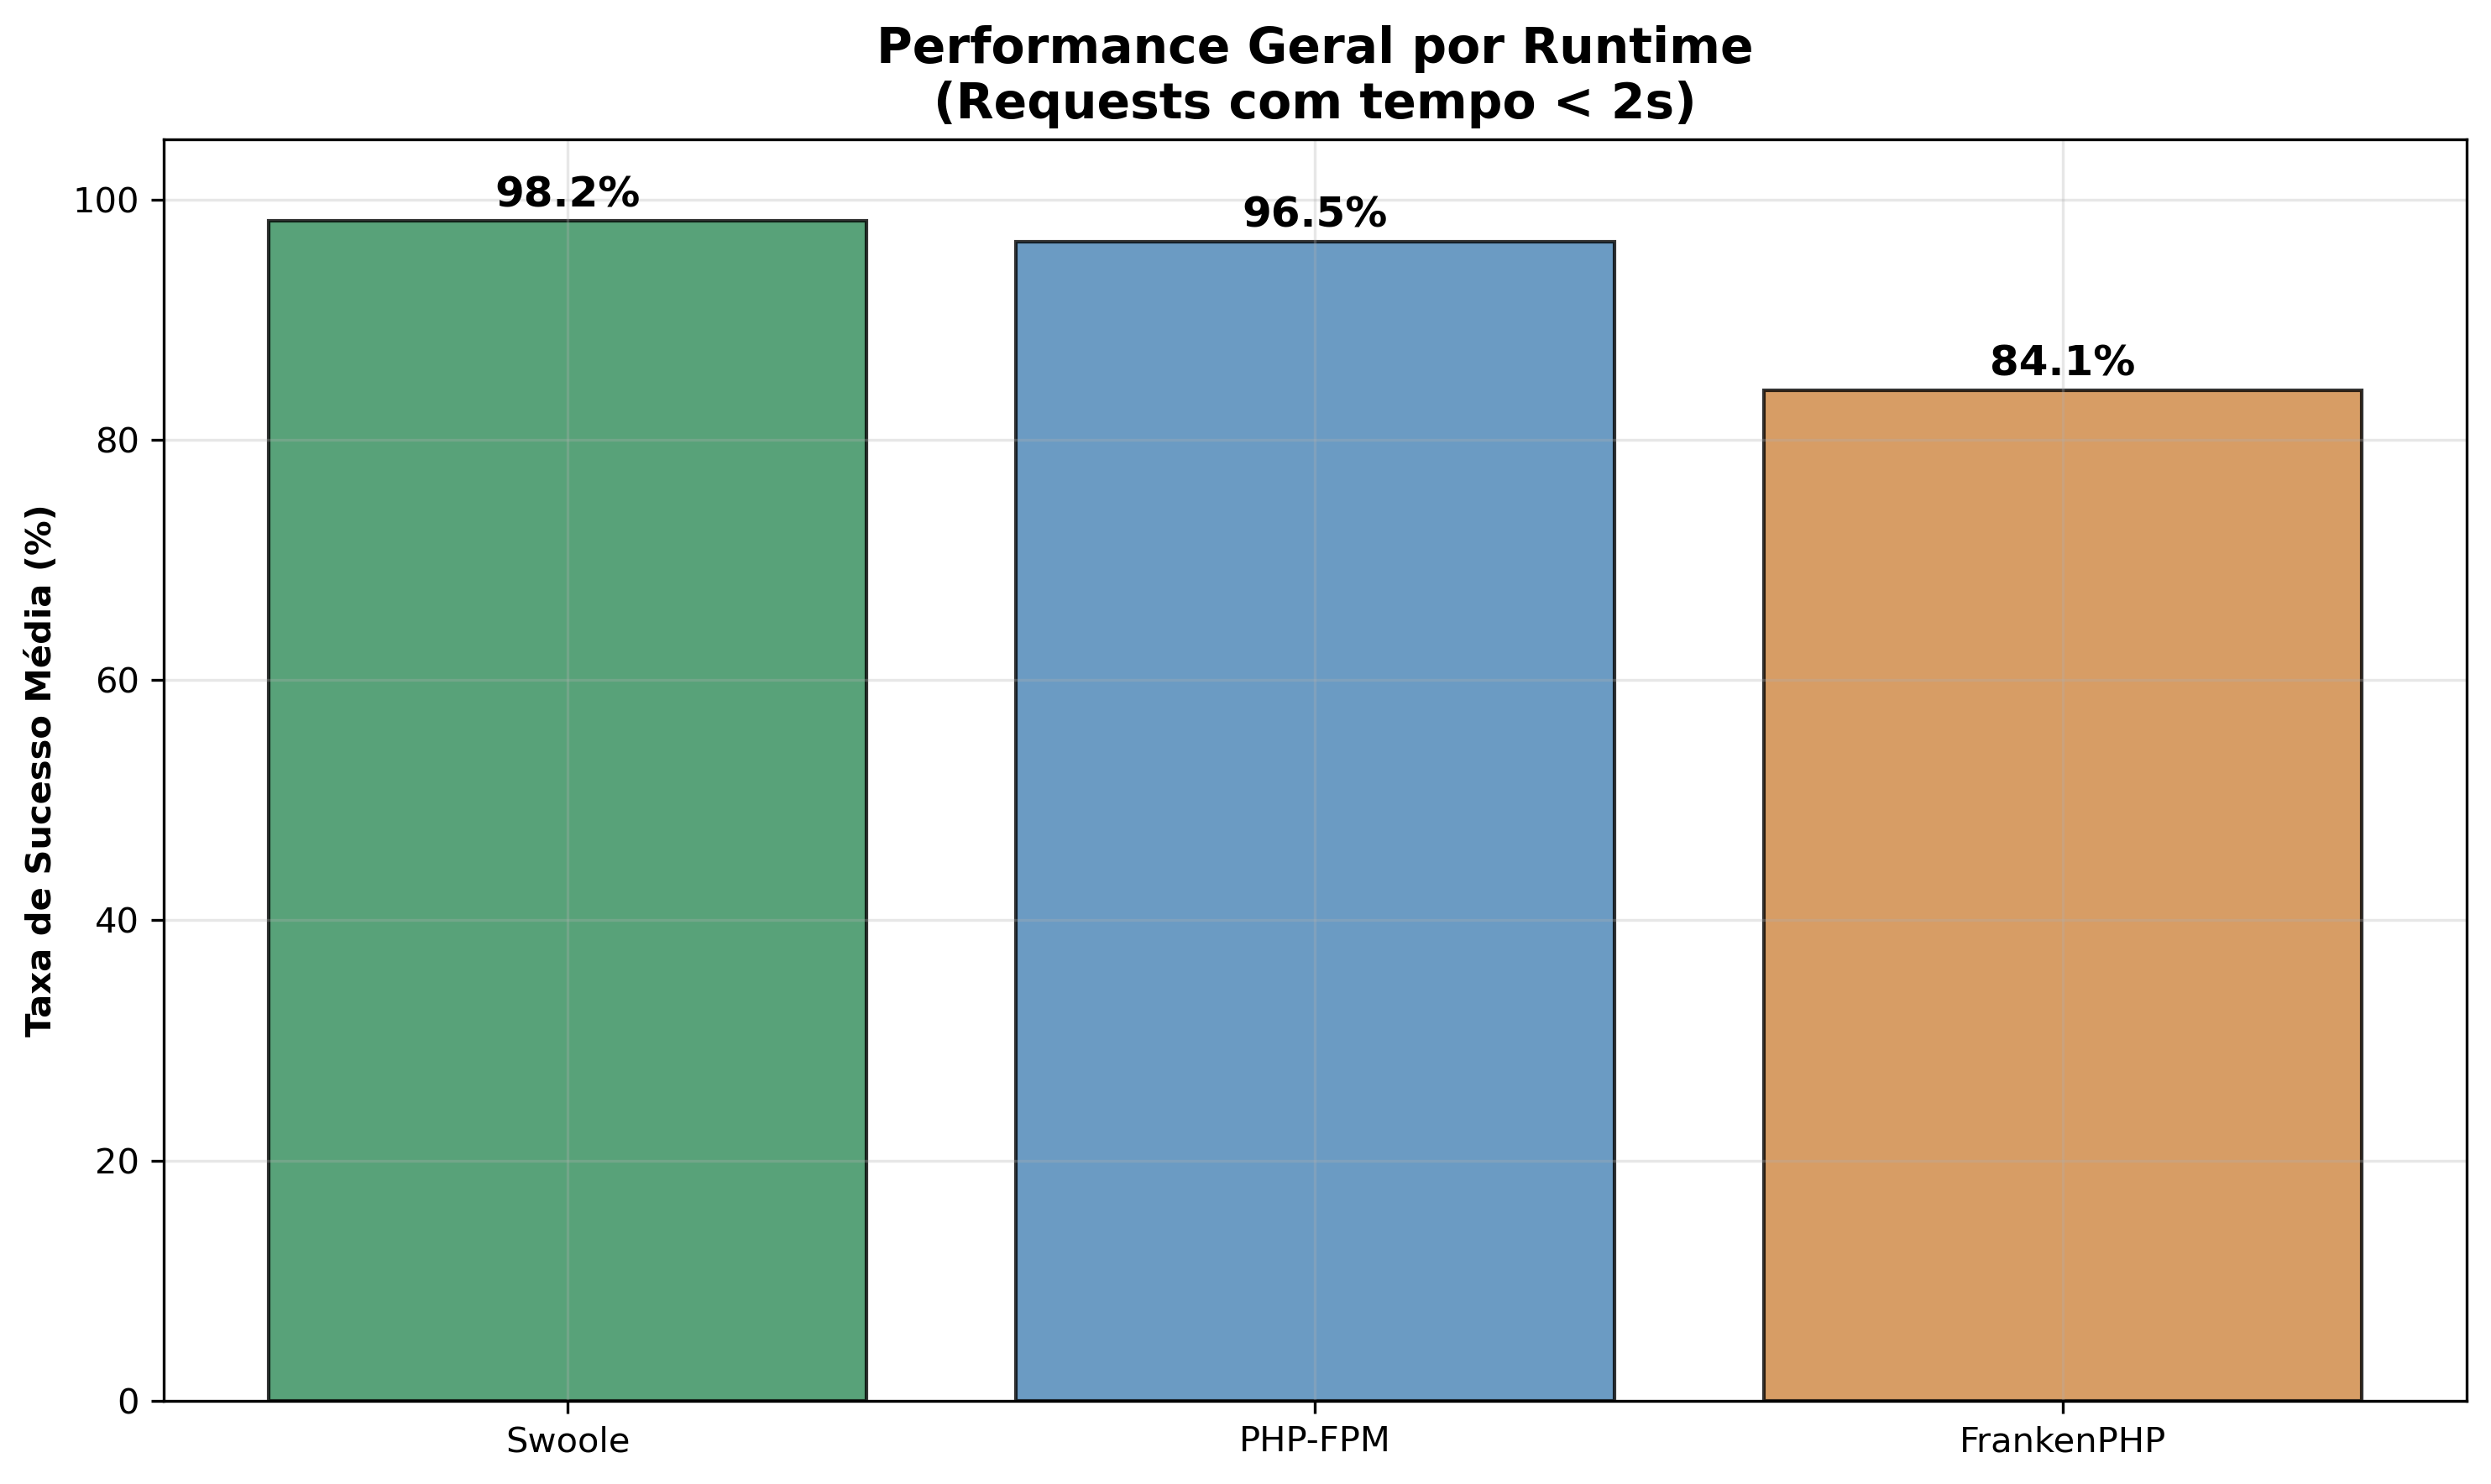 Performance Geral por Runtime
(Requests com tempo < 2s)
Taxa de Sucesso Média (%)
100
80
60
40
20
0
98.2%
96.5%
84.1%
Swoole
PHP-FPM
FrankenPHP